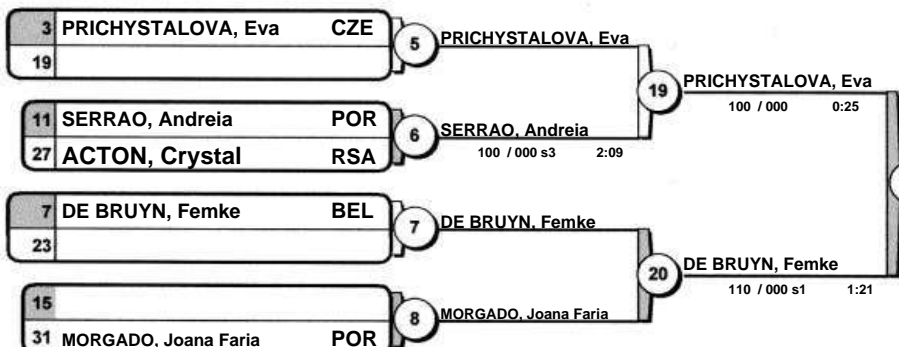 3 PRICHYSTALOVA, Eva CZE
19
5
PRICHYSTALOVA, Eva
11 SERRAO, Andreia POR
27 ACTON, Crystal RSA
6
SERRAO, Andreia
100 / 000 s3 2:09
19
PRICHYSTALOVA, Eva
100 / 000 0:25
7 DE BRUYN, Femke BEL
23
7
DE BRUYN, Femke
15
31 MORGADO, Joana Faria POR
8
MORGADO, Joana Faria
20
DE BRUYN, Femke
110 / 000 s1 1:21